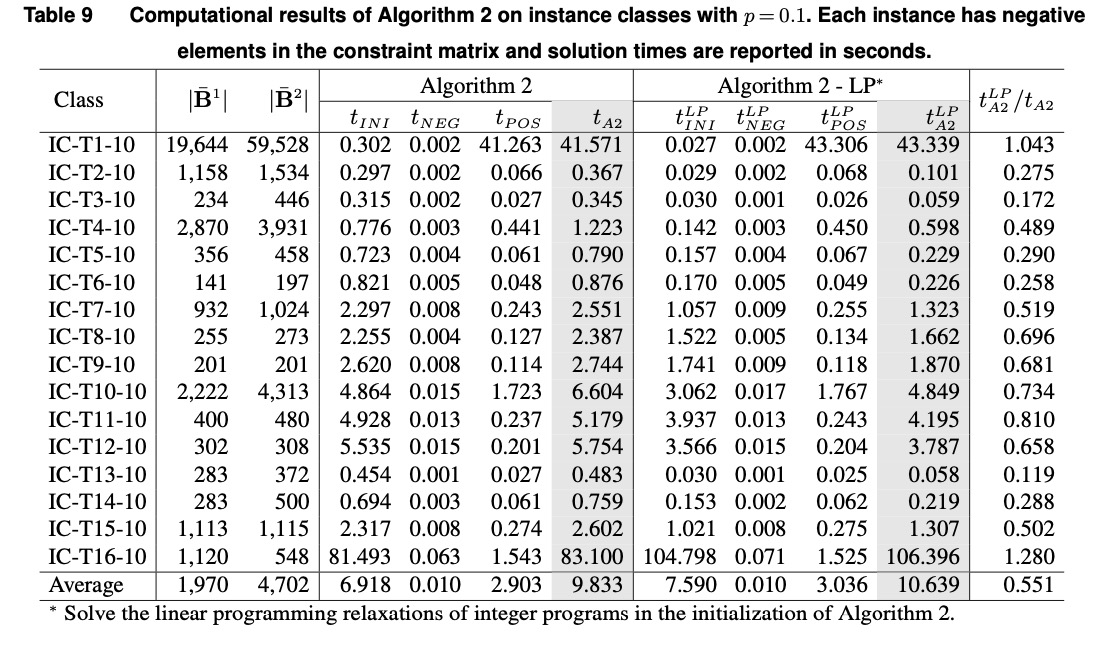 Table 9 Computational results of Algorithm 2 on instance classes with p = 0.1. Each instance has negative
elements in the constraint matrix and solution times are reported in seconds.
Class |B̄¹| |B̄²| Algorithm 2 Algorithm 2 - LP* t_{A2}^{LP}/t_{A2}
t_{INI} t_{NEG} t_{POS} t_{A2} t_{INI}^{LP} t_{NEG}^{LP} t_{POS}^{LP} t_{A2}^{LP}
IC-T1-10 19,644 59,528 0.302 0.002 41.263 41.571 0.027 0.002 43.306 43.339 1.043
IC-T2-10 1,158 1,534 0.297 0.002 0.066 0.367 0.029 0.002 0.068 0.101 0.275
IC-T3-10 234 446 0.315 0.002 0.027 0.345 0.030 0.001 0.026 0.059 0.172
IC-T4-10 2,870 3,931 0.776 0.003 0.441 1.223 0.142 0.003 0.450 0.598 0.489
IC-T5-10 356 458 0.723 0.004 0.061 0.790 0.157 0.004 0.067 0.229 0.290
IC-T6-10 141 197 0.821 0.005 0.048 0.876 0.170 0.005 0.049 0.226 0.258
IC-T7-10 932 1,024 2.297 0.008 0.243 2.551 1.057 0.009 0.255 1.323 0.519
IC-T8-10 255 273 2.255 0.004 0.127 2.387 1.522 0.005 0.134 1.662 0.696
IC-T9-10 201 201 2.620 0.008 0.114 2.744 1.741 0.009 0.118 1.870 0.681
IC-T10-10 2,222 4,313 4.864 0.015 1.723 6.604 3.062 0.017 1.767 4.849 0.734
IC-T11-10 400 480 4.928 0.013 0.237 5.179 3.937 0.013 0.243 4.195 0.810
IC-T12-10 302 308 5.535 0.015 0.201 5.754 3.566 0.015 0.204 3.787 0.658
IC-T13-10 283 372 0.454 0.001 0.027 0.483 0.030 0.001 0.025 0.058 0.119
IC-T14-10 283 500 0.694 0.003 0.061 0.759 0.153 0.002 0.062 0.219 0.288
IC-T15-10 1,113 1,115 2.317 0.008 0.274 2.602 1.021 0.008 0.275 1.307 0.502
IC-T16-10 1,120 548 81.493 0.063 1.543 83.100 104.798 0.071 1.525 106.396 1.280
Average 1,970 4,702 6.918 0.010 2.903 9.833 7.590 0.010 3.036 10.639 0.551
* Solve the linear programming relaxations of integer programs in the initialization of Algorithm 2.